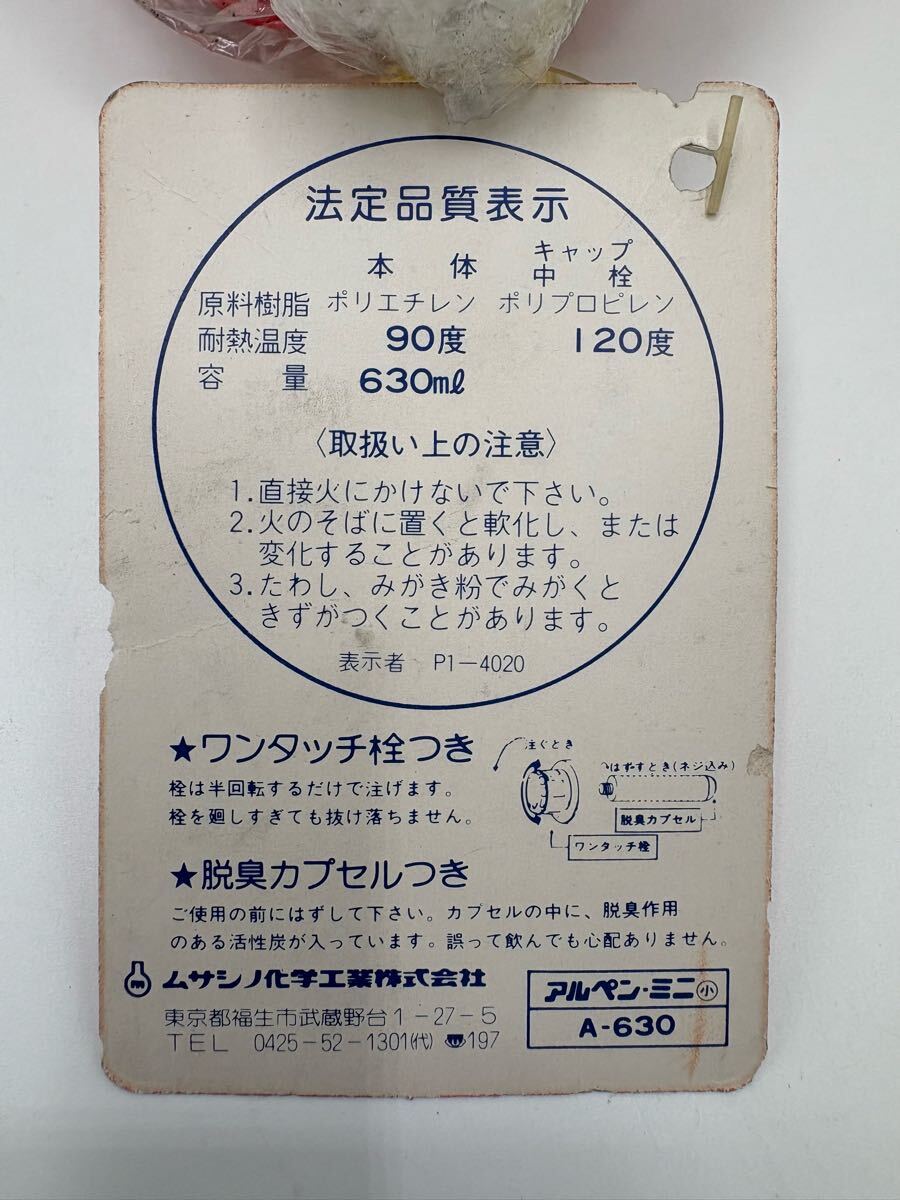 法定品質表示
本体 キャップ中栓
原料樹脂 ポリエチレン ポリプロピレン
耐熱温度 90度 120度
容量 630ml
〈取扱い上の注意〉
1.直接火にかけないで下さい。
2.火のそばに置くと軟化し、または
変化することがあります。
3.たわし、みがき粉でみがくと
きずがつくことがあります。
表示者 P1-4020
★ワンタッチ栓つき
栓は半回転するだけで注げます。
栓を廻しすぎても抜け落ちません。
注ぐとき
はずすとき(ネジ込み)
脱臭カプセル
ワンタッチ栓
★脱臭カプセルつき
ご使用の前にはずして下さい。カプセルの中に、脱臭作用
のある活性炭が入っています。誤って飲んでも心配ありません。
ムサシノ化学工業株式会社
東京都福生市武蔵野台1-27-5
TEL 0425-52-1301(代) 〒197
アルペン・ミニ小
A-630